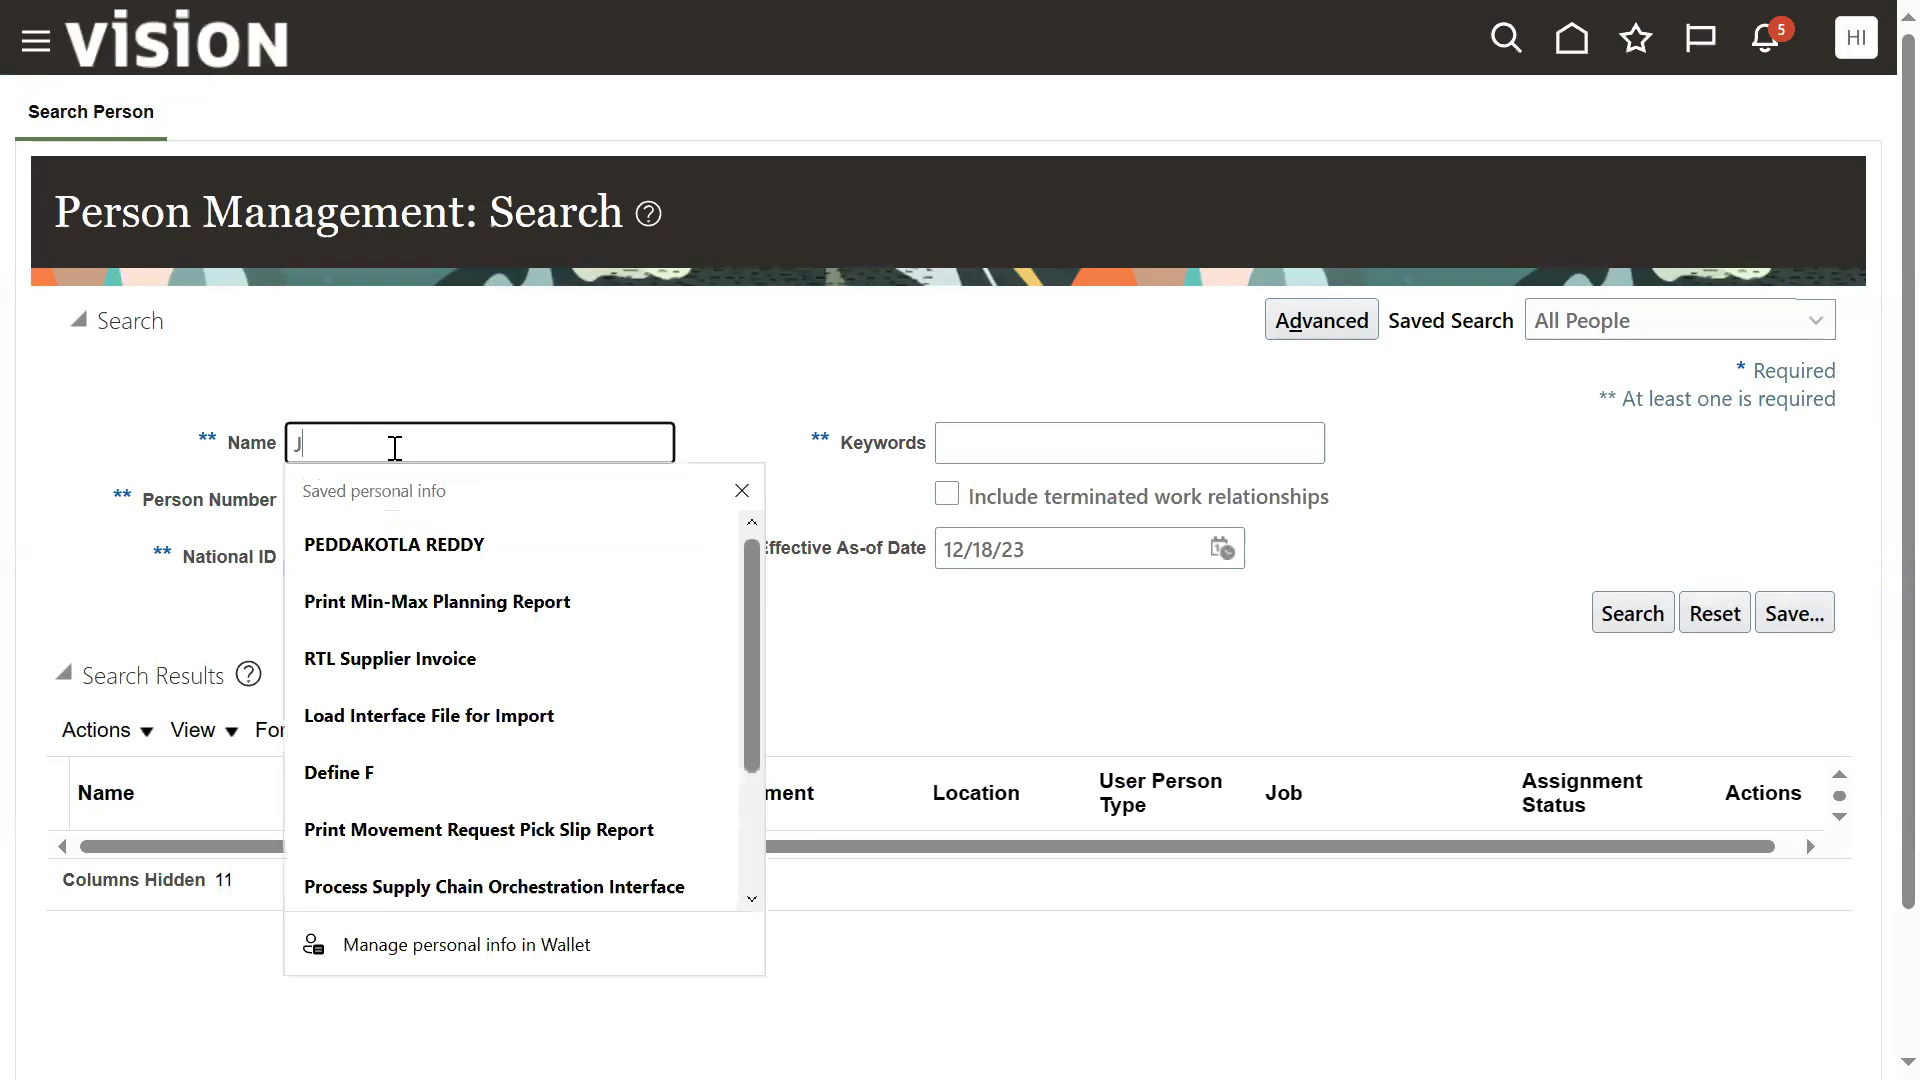 VISION
5
HI
Search Person
Person Management: Search
Search
Advanced
Saved Search
All People
* Required
** At least one is required
** Name
J
** Keywords
Saved personal info
** Person Number
Include terminated work relationships
** National ID
PEDDAKOTLA REDDY
ffective As-of Date
12/18/23
Print Min-Max Planning Report
Search
Reset
Save...
RTL Supplier Invoice
Search Results
Load Interface File for Import
Actions
View
For
Define F
Name
ment
Location
User Person
Type
Job
Assignment
Status
Actions
Print Movement Request Pick Slip Report
Columns Hidden 11
Process Supply Chain Orchestration Interface
Manage personal info in Wallet